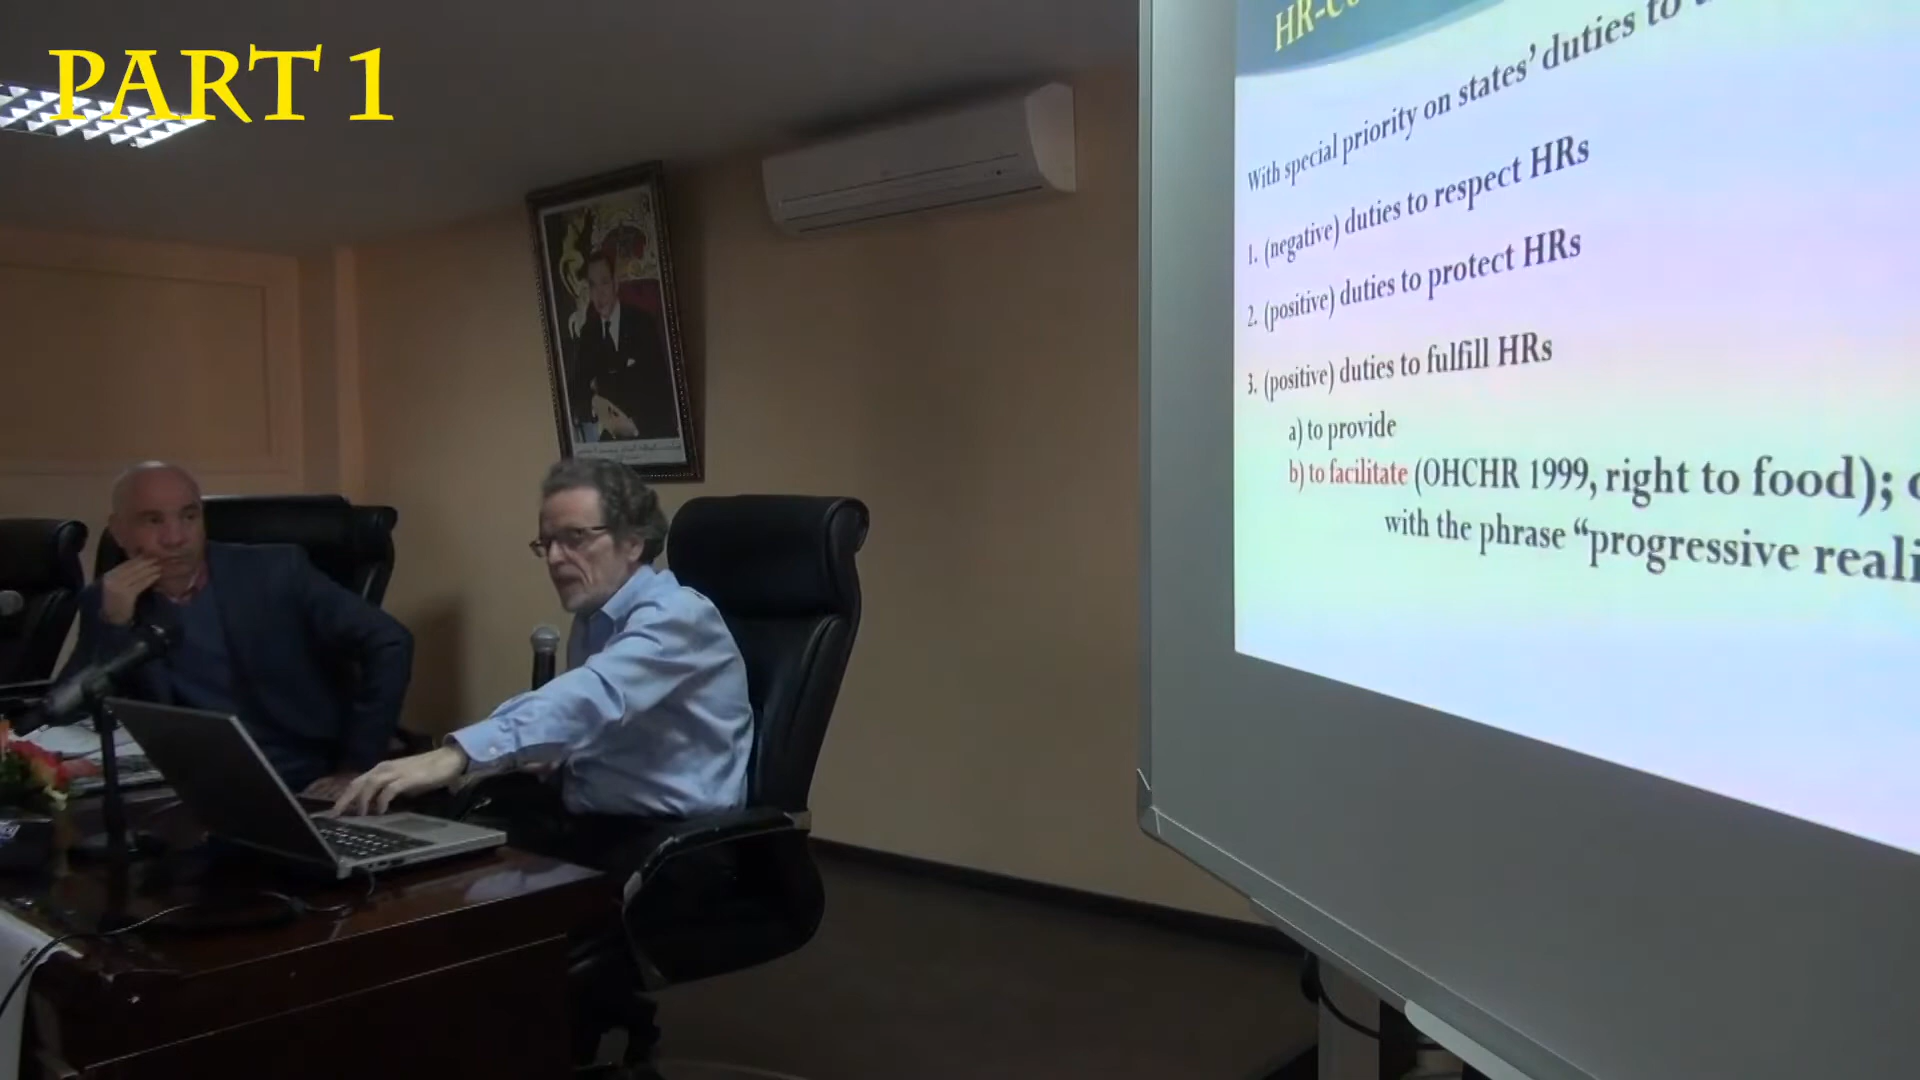 PART 1
With special priority on states' duties to
1. (negative) duties to respect HRs
2. (positive) duties to protect HRs
3. (positive) duties to fulfill HRs
a) to provide
b) to facilitate (OHCHR 1999, right to food);
with the phrase “progressive reali